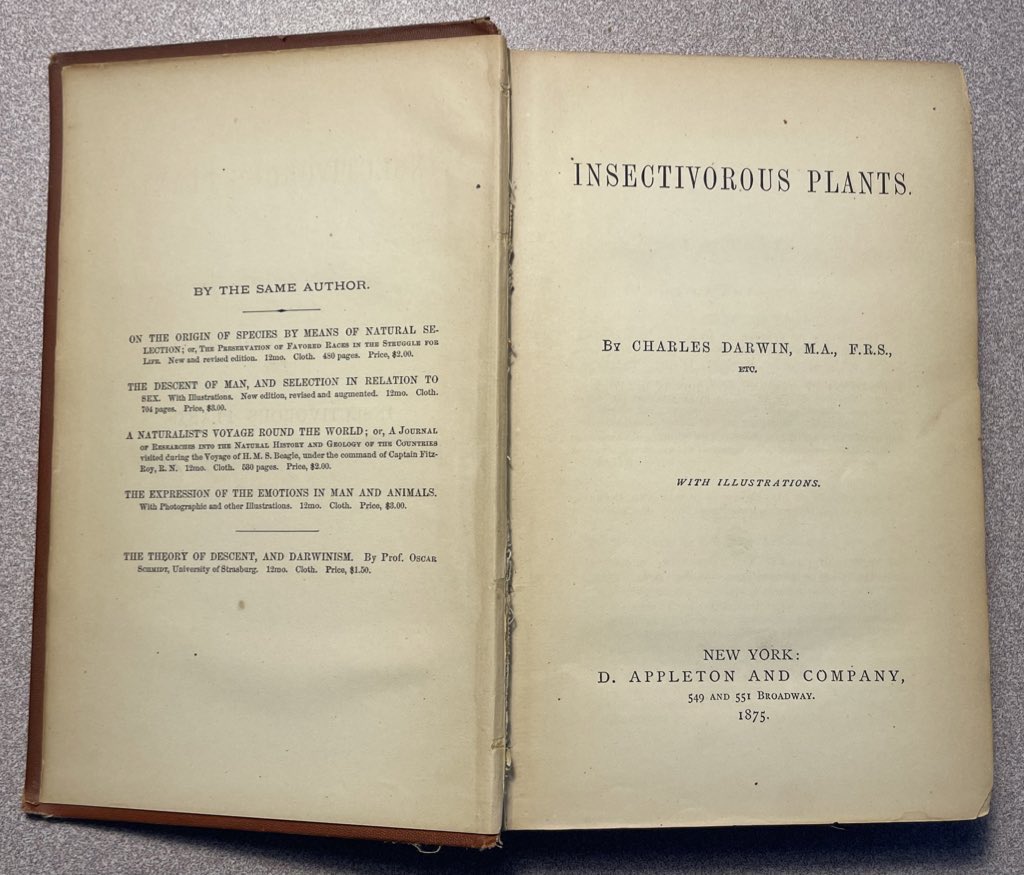 BY THE SAME AUTHOR.
ON THE ORIGIN OF SPECIES BY MEANS OF NATURAL SE-
LECTION; or, The Preservation of Favored Races in the Struggle for
Life. New and revised edition. 12mo. Cloth. 480 pages. Price, $2.00.
THE DESCENT OF MAN, AND SELECTION IN RELATION TO
SEX. With Illustrations. New edition, revised and augmented. 12mo. Cloth.
704 pages. Price, $3.00.
A NATURALIST'S VOYAGE ROUND THE WORLD; or, A Journal
of Researches into the Natural History and Geology of the Countries
visited during the Voyage of H. M. S. Beagle, under the command of Captain Fitz-
Roy, R. N. 12mo. Cloth. 530 pages. Price, $2.00.
THE EXPRESSION OF THE EMOTIONS IN MAN AND ANIMALS.
With Photographic and other Illustrations. 12mo. Cloth. Price, $3.00.
THE THEORY OF DESCENT, AND DARWINISM. By Prof. Oscar
Schmidt, University of Strasburg. 12mo. Cloth. Price, $1.50.
INSECTIVOROUS PLANTS.
By CHARLES DARWIN, M.A., F.R.S.,
ETC.
WITH ILLUSTRATIONS.
NEW YORK:
D. APPLETON AND COMPANY,
549 AND 551 BROADWAY.
1875.